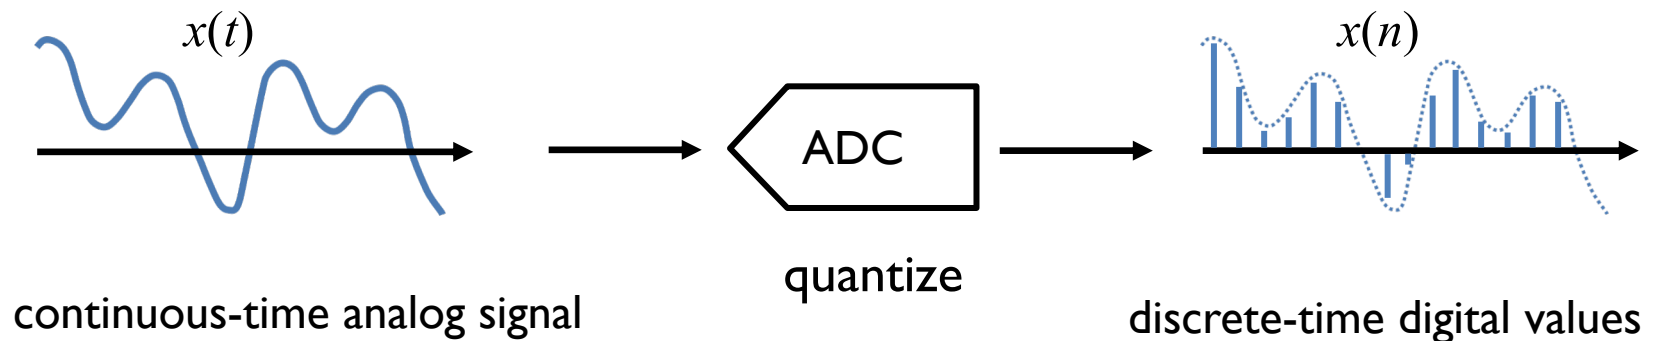 x(t)
x(n)
ADC
quantize
continuous-time analog signal
discrete-time digital values